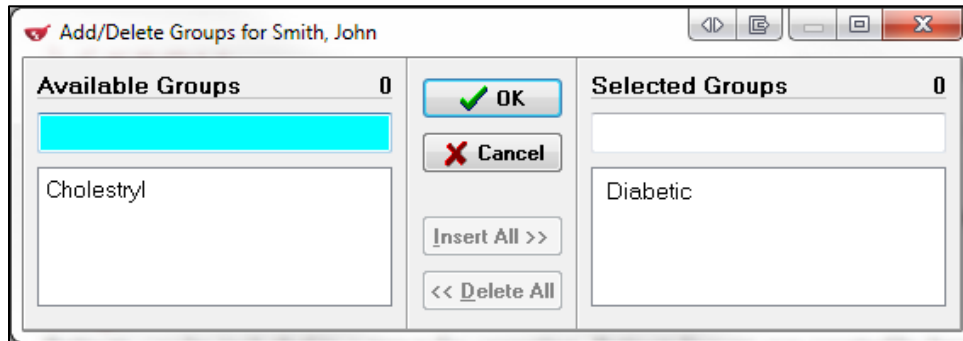 Add/Delete Groups for Smith, John
Available Groups 0
Cholestryl
OK
Cancel
Insert All >>
<< Delete All
Selected Groups 0
Diabetic